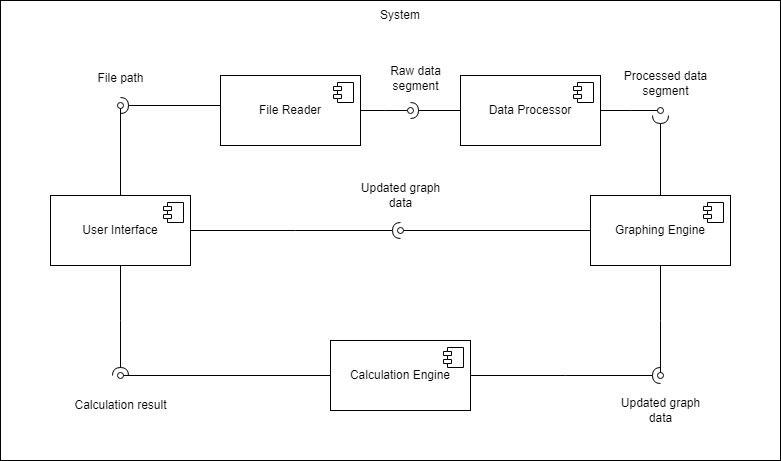 System
File path
Raw data
segment
Processed data
segment
File Reader
Data Processor
Updated graph
data
User Interface
Graphing Engine
Calculation Engine
Calculation result
Updated graph
data